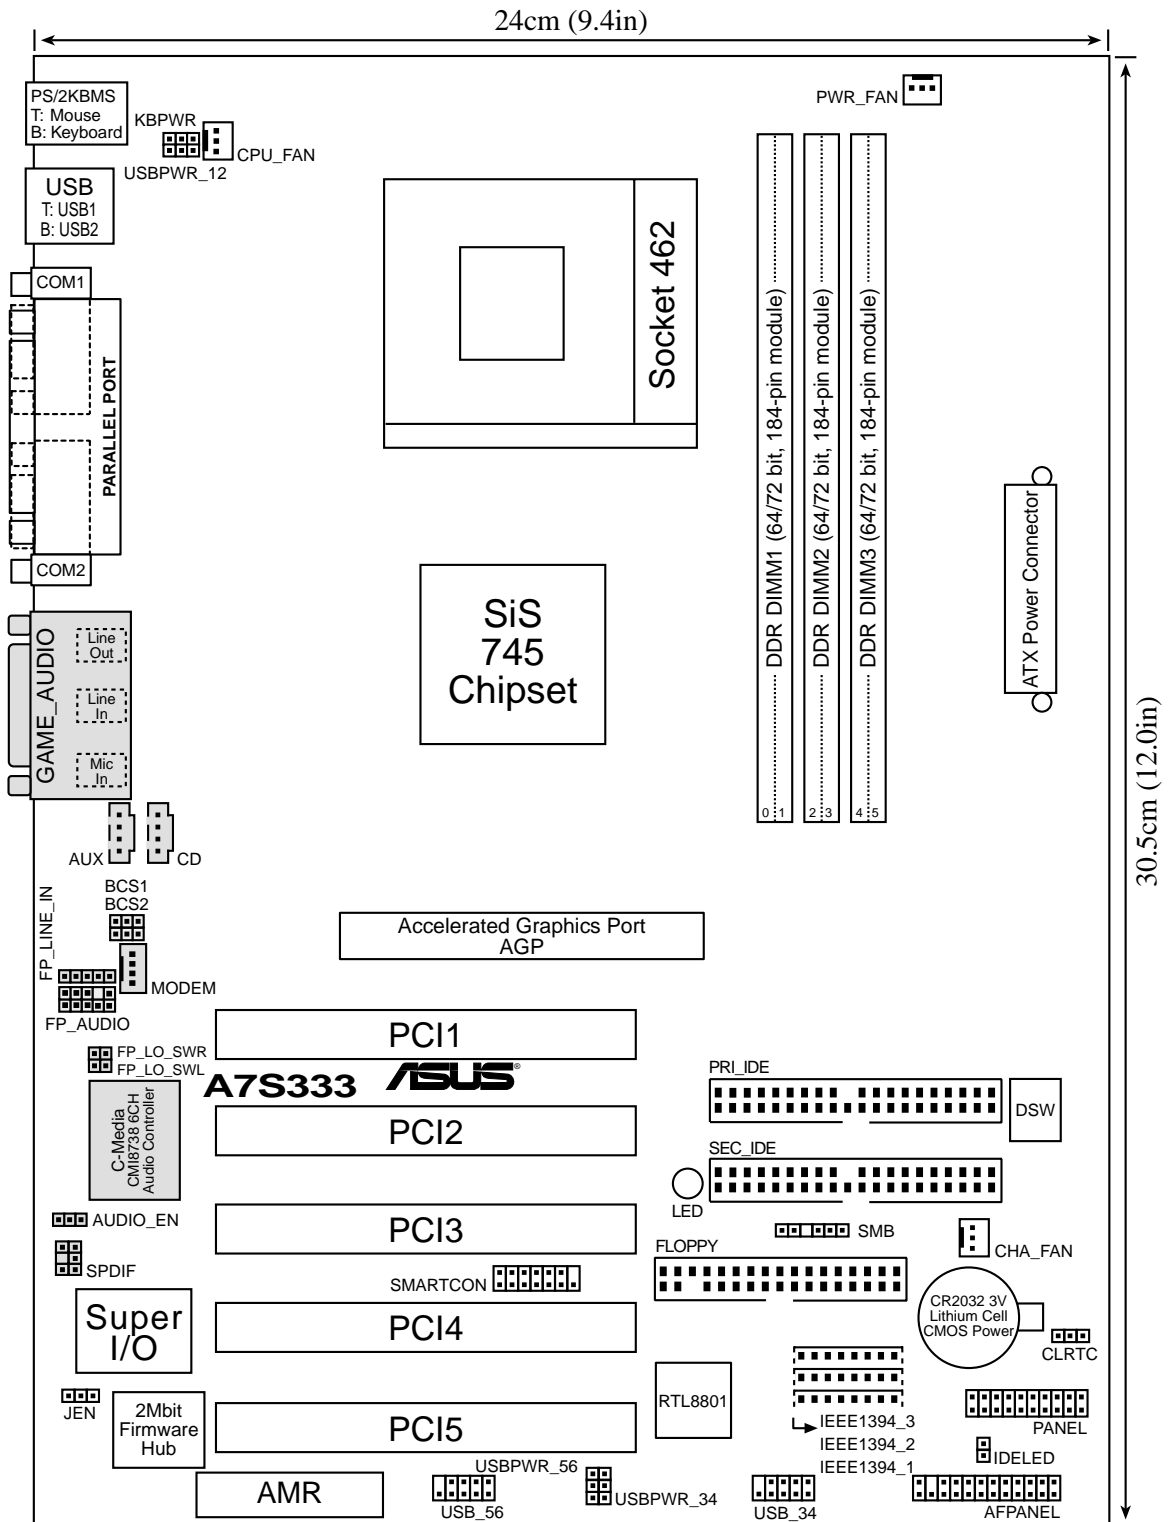 24cm (9.4in)
PS/2KBMS
T: Mouse
B: Keyboard
KBPWR
CPU_FAN
USBPWR_12
PWR_FAN
USB
T: USB1
B: USB2
COM1
PARALLEL PORT
COM2
Socket 462
DDR DIMM1 (64/72 bit, 184-pin module)
DDR DIMM2 (64/72 bit, 184-pin module)
DDR DIMM3 (64/72 bit, 184-pin module)
0 1
2 3
4 5
ATX Power Connector
30.5cm (12.0in)
SiS
745
Chipset
GAME_AUDIO
Line
Out
Line
In
Mic
In
AUX
CD
BCS1
BCS2
FP_LINE_IN
MODEM
FP_AUDIO
Accelerated Graphics Port
AGP
PCI1
FP_LO_SWR
FP_LO_SWL
A7S333
ASUS®
C-Media
CMI8738 6CH
Audio Controller
PCI2
PRI_IDE
DSW
SEC_IDE
LED
AUDIO_EN
PCI3
SMB
CHA_FAN
SPDIF
FLOPPY
SMARTCON
Super
I/O
PCI4
CR2032 3V
Lithium Cell
CMOS Power
CLRTC
JEN
2Mbit
Firmware
Hub
PCI5
RTL8801
IEEE1394_3
IEEE1394_2
IEEE1394_1
PANEL
IDELED
AMR
USBPWR_56
USB_56
USBPWR_34
USB_34
AFPANEL